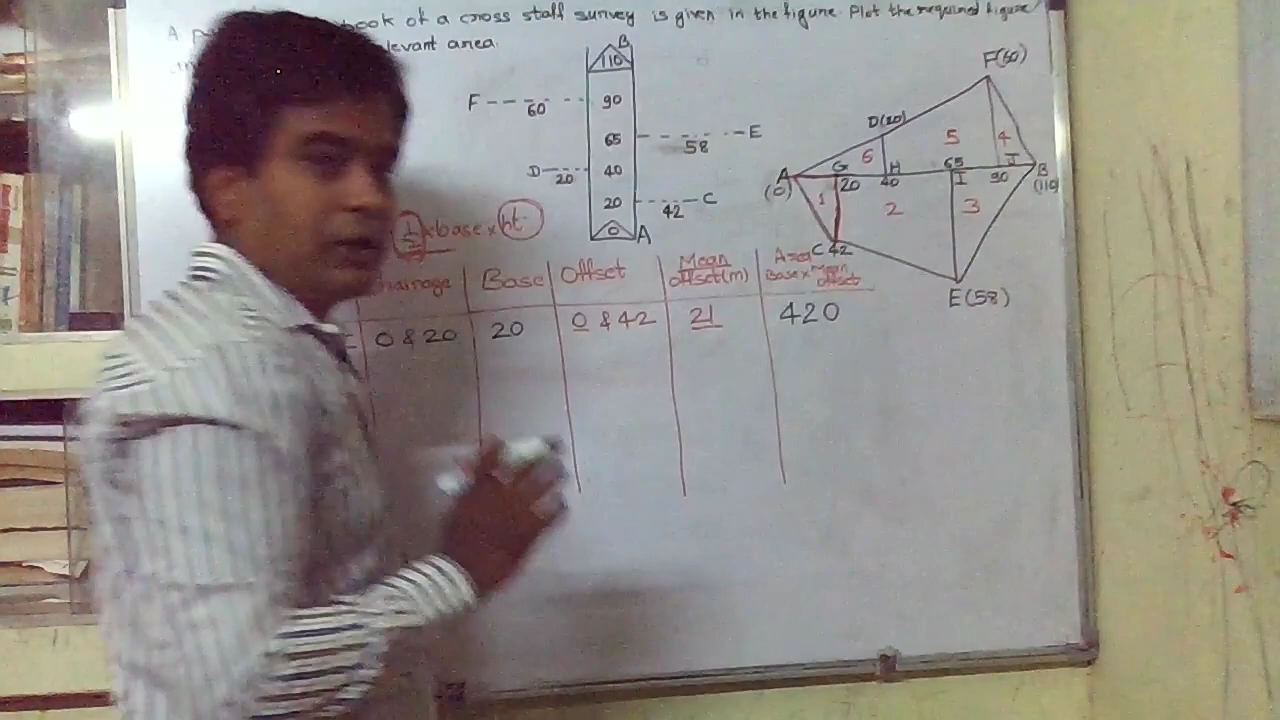 A book of a cross staff survey is given in the figure. Plot the required figure
levant area.
B
110
F 60 90
65 58 E
D 20 40
20 42 C
0 A
F(60)
D(20)
5
6 4
A G H 65 J B
(0) 20 40 I 90 (110)
1 2 3
C 42
E (58)
1/2 × base × ht
hainage Base Offset Mean offset(m) Area Base × Mean offset
0 & 20 20 0 & 42 21 420